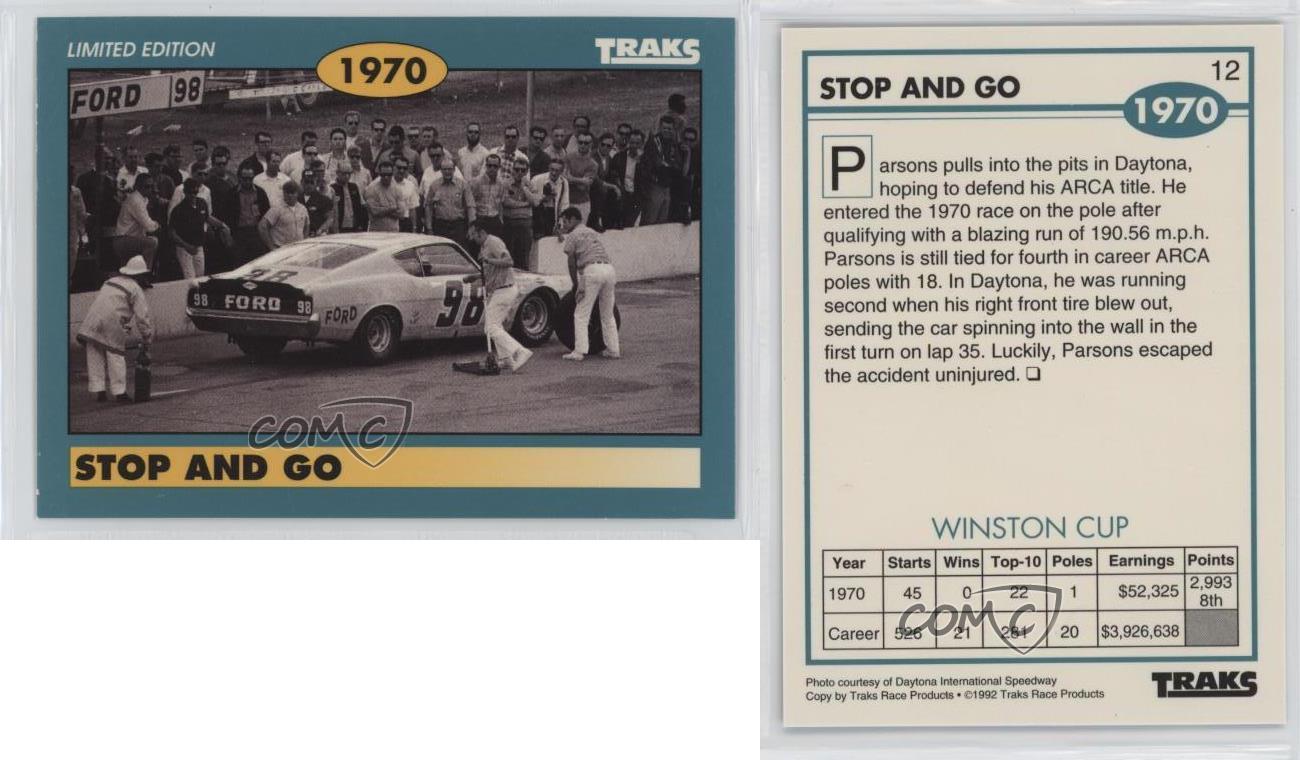 LIMITED EDITION
TRAKS
1970
FORD 98
98 FORD 98
FORD
98
98
COMC
STOP AND GO
12
STOP AND GO
1970
Parsons pulls into the pits in Daytona,
hoping to defend his ARCA title. He
entered the 1970 race on the pole after
qualifying with a blazing run of 190.56 m.p.h.
Parsons is still tied for fourth in career ARCA
poles with 18. In Daytona, he was running
second when his right front tire blew out,
sending the car spinning into the wall in the
first turn on lap 35. Luckily, Parsons escaped
the accident uninjured. ❏
WINSTON CUP
Year Starts Wins Top-10 Poles Earnings Points
1970 45 0 22 1 $52,325 2,993 8th
Career 526 21 281 20 $3,926,638
COMC
Photo courtesy of Daytona International Speedway
Copy by Traks Race Products • ©1992 Traks Race Products
TRAKS